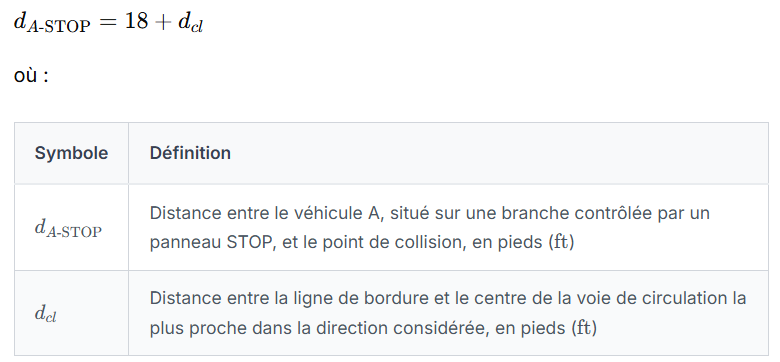 d_{A-STOP} = 18 + d_{cl}
où :
Symbole Définition
d_{A-STOP} Distance entre le véhicule A, situé sur une branche contrôlée par un
panneau STOP, et le point de collision, en pieds (ft)
d_{cl} Distance entre la ligne de bordure et le centre de la voie de circulation la
plus proche dans la direction considérée, en pieds (ft)